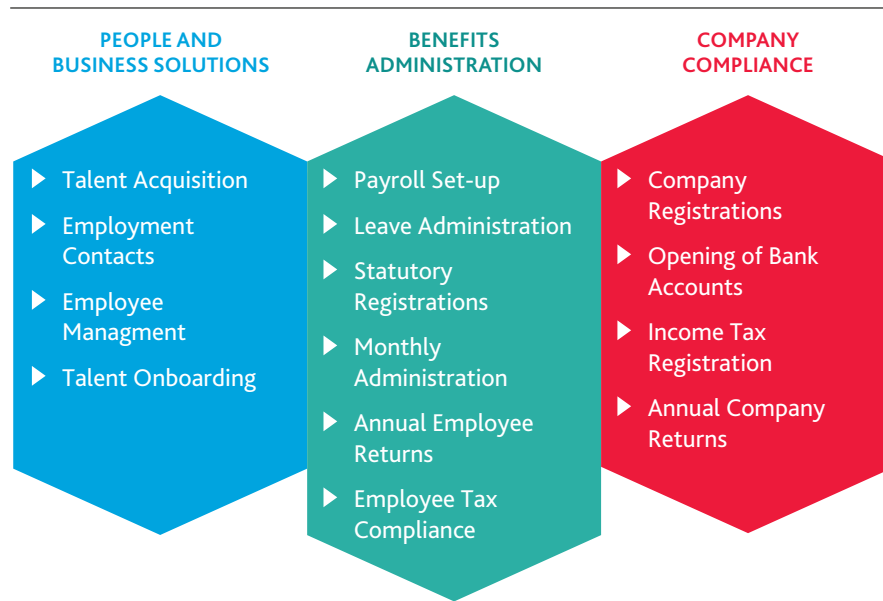 PEOPLE AND
BUSINESS SOLUTIONS
Talent Acquisition
Employment
Contacts
Employee
Managment
Talent Onboarding
BENEFITS
ADMINISTRATION
Payroll Set-up
Leave Administration
Statutory
Registrations
Monthly
Administration
Annual Employee
Returns
Employee Tax
Compliance
COMPANY
COMPLIANCE
Company
Registrations
Opening of Bank
Accounts
Income Tax
Registration
Annual Company
Returns